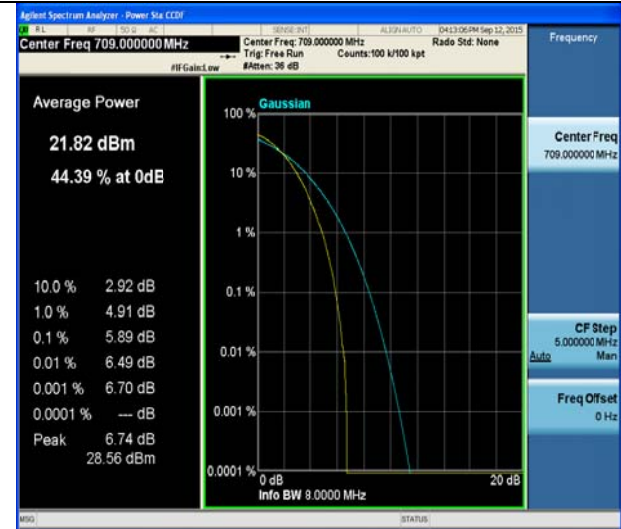 Agilent Spectrum Analyzer - Power Sta CCDF
RL RF 50 Ω AC SENSE:INT ALIGN AUTO 04:13:06 PM Sep 12, 2015
Center Freq 709.000000 MHz
Center Freq: 709.000000 MHz
Rado Std: None
Trig: Free Run Counts:100 k/100 kpt
#IFGain:Low #Atten: 36 dB
Frequency
Average Power
21.82 dBm
44.39 % at 0dB
10.0 % 2.92 dB
1.0 % 4.91 dB
0.1 % 5.89 dB
0.01 % 6.49 dB
0.001 % 6.70 dB
0.0001 % --- dB
Peak 6.74 dB
28.56 dBm
Gaussian
100 %
10 %
1 %
0.1 %
0.01 %
0.001 %
0.0001 %
0 dB 20 dB
Info BW 8.0000 MHz
Center Freq
709.000000 MHz
CF Step
5.000000 MHz
Auto Man
Freq Offset
0 Hz
MSG STATUS